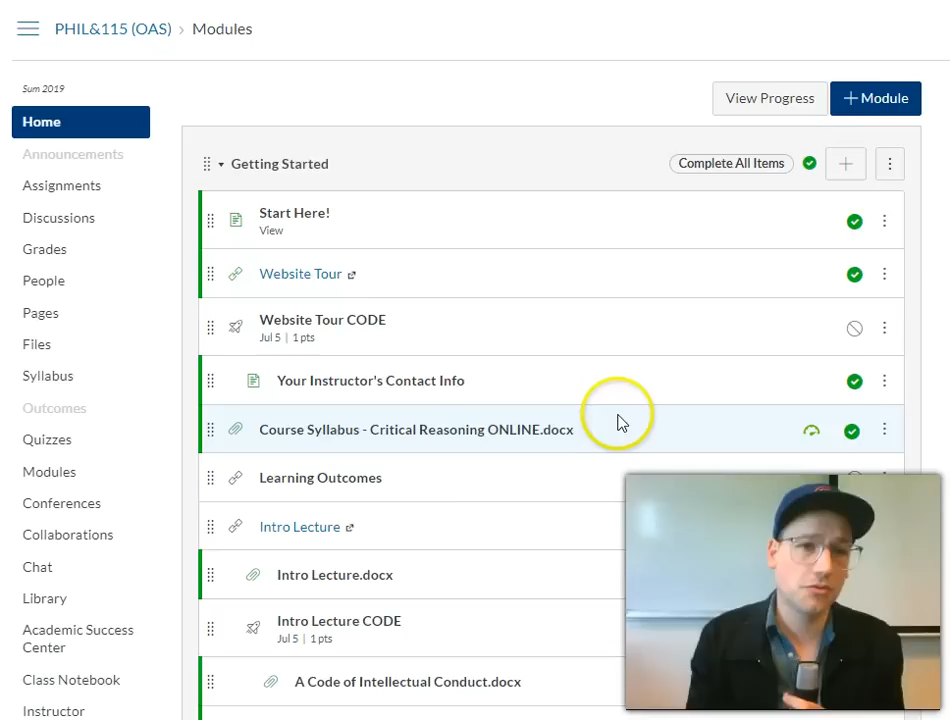 PHIL&115 (OAS) › Modules
Sum 2019
View Progress
+ Module
Home
Announcements
Assignments
Discussions
Grades
People
Pages
Files
Syllabus
Outcomes
Quizzes
Modules
Conferences
Collaborations
Chat
Library
Academic Success
Center
Class Notebook
Instructor
Getting Started
Complete All Items
Start Here!
View
Website Tour
Website Tour CODE
Jul 5 | 1 pts
Your Instructor's Contact Info
Course Syllabus - Critical Reasoning ONLINE.docx
Learning Outcomes
Intro Lecture
Intro Lecture.docx
Intro Lecture CODE
Jul 5 | 1 pts
A Code of Intellectual Conduct.docx